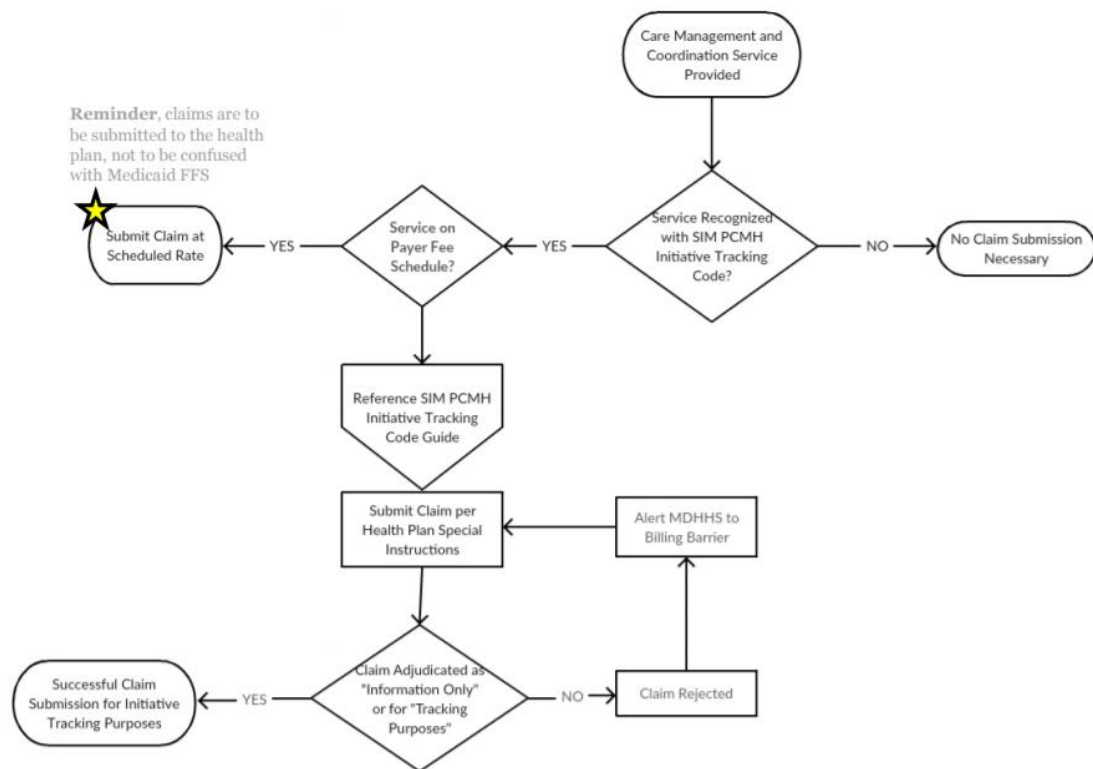 Care Management and
Coordination Service
Provided
Reminder, claims are to
be submitted to the health
plan, not to be confused
with Medicaid FFS
Submit Claim at
Scheduled Rate
YES
Service on
Payer Fee
Schedule?
YES
Service Recognized
with SIM PCMH
Initiative Tracking
Code?
NO
No Claim Submission
Necessary
Reference SIM PCMH
Initiative Tracking
Code Guide
Submit Claim per
Health Plan Special
Instructions
Alert MDHHS to
Billing Barrier
Successful Claim
Submission for Initiative
Tracking Purposes
YES
Claim Adjudicated as
"Information Only"
or for "Tracking
Purposes"
NO
Claim Rejected